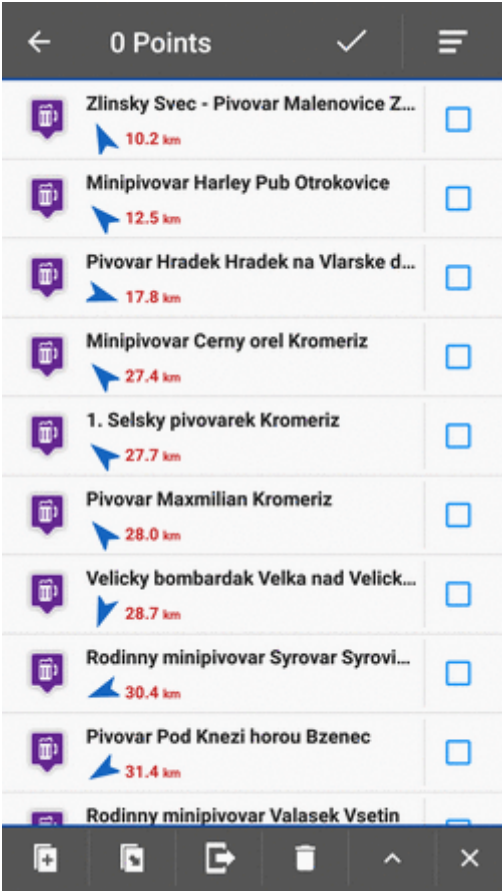 0 Points
Zlinsky Svec - Pivovar Malenovice Z...
10.2 km
Minipivovar Harley Pub Otrokovice
12.5 km
Pivovar Hradek Hradek na Vlarske d...
17.8 km
Minipivovar Cerny orel Kromeriz
27.4 km
1. Selsky pivovarek Kromeriz
27.7 km
Pivovar Maxmilian Kromeriz
28.0 km
Velicky bombardak Velka nad Velick...
28.7 km
Rodinny minipivovar Syrovar Syrovi...
30.4 km
Pivovar Pod Knezi horou Bzenec
31.4 km
Rodinny minipivovar Valasek Vsetin